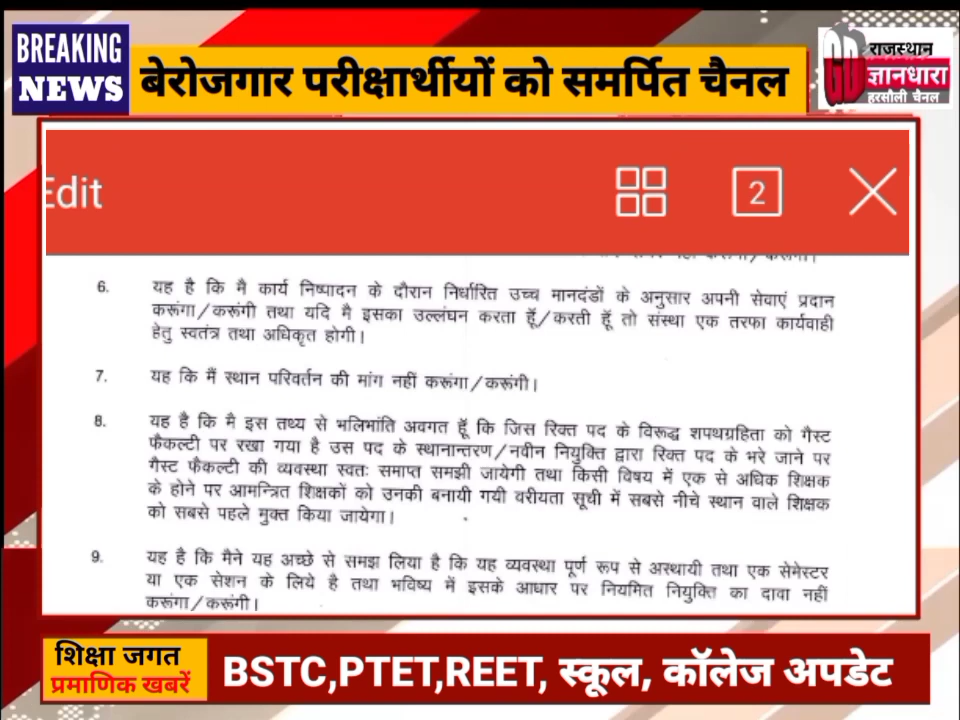 BREAKING
NEWS
बेरोजगार परीक्षार्थीयों को समर्पित चैनल
GD
राजस्थान
ज्ञानधारा
हरसौली चैनल
Edit
2
6. यह है कि मै कार्य निष्पादन के दौरान निर्धारित उच्च मानदंडों के अनुसार अपनी सेवाएं प्रदान
करूंगा/करूंगी तथा यदि मै इसका उल्लंघन करता हूँ/करती हूँ तो संस्था एक तरफा कार्यवाही
हेतु स्वतंत्र तथा अधिकृत होगी।
7. यह कि मैं स्थान परिवर्तन की मांग नहीं करूंगा/करूंगी।
8. यह है कि मै इस तथ्य से भलिभांति अवगत हूँ कि जिस रिक्त पद के विरूद्ध शपथग्रहिता को गैस्ट
फैकल्टी पर रखा गया है उस पद के स्थानान्तरण/नवीन नियुक्ति द्वारा रिक्त पद के भरे जाने पर
गैस्ट फैकल्टी की व्यवस्था स्वतः समाप्त समझी जायेगी तथा किसी विषय में एक से अधिक शिक्षक
के होने पर आमन्त्रित शिक्षकों को उनकी बनायी गयी वरीयता सूची में सबसे नीचे स्थान वाले शिक्षक
को सबसे पहले मुक्त किया जायेगा।
9. यह है कि मैने यह अच्छे से समझ लिया है कि यह व्यवस्था पूर्ण रूप से अस्थायी तथा एक सेमेस्टर
या एक सेशन के लिये है तथा भविष्य में इसके आधार पर नियमित नियुक्ति का दावा नहीं
करूंगा/करूंगी।
शिक्षा जगत
प्रमाणिक खबरें
BSTC,PTET,REET, स्कूल, कॉलेज अपडेट